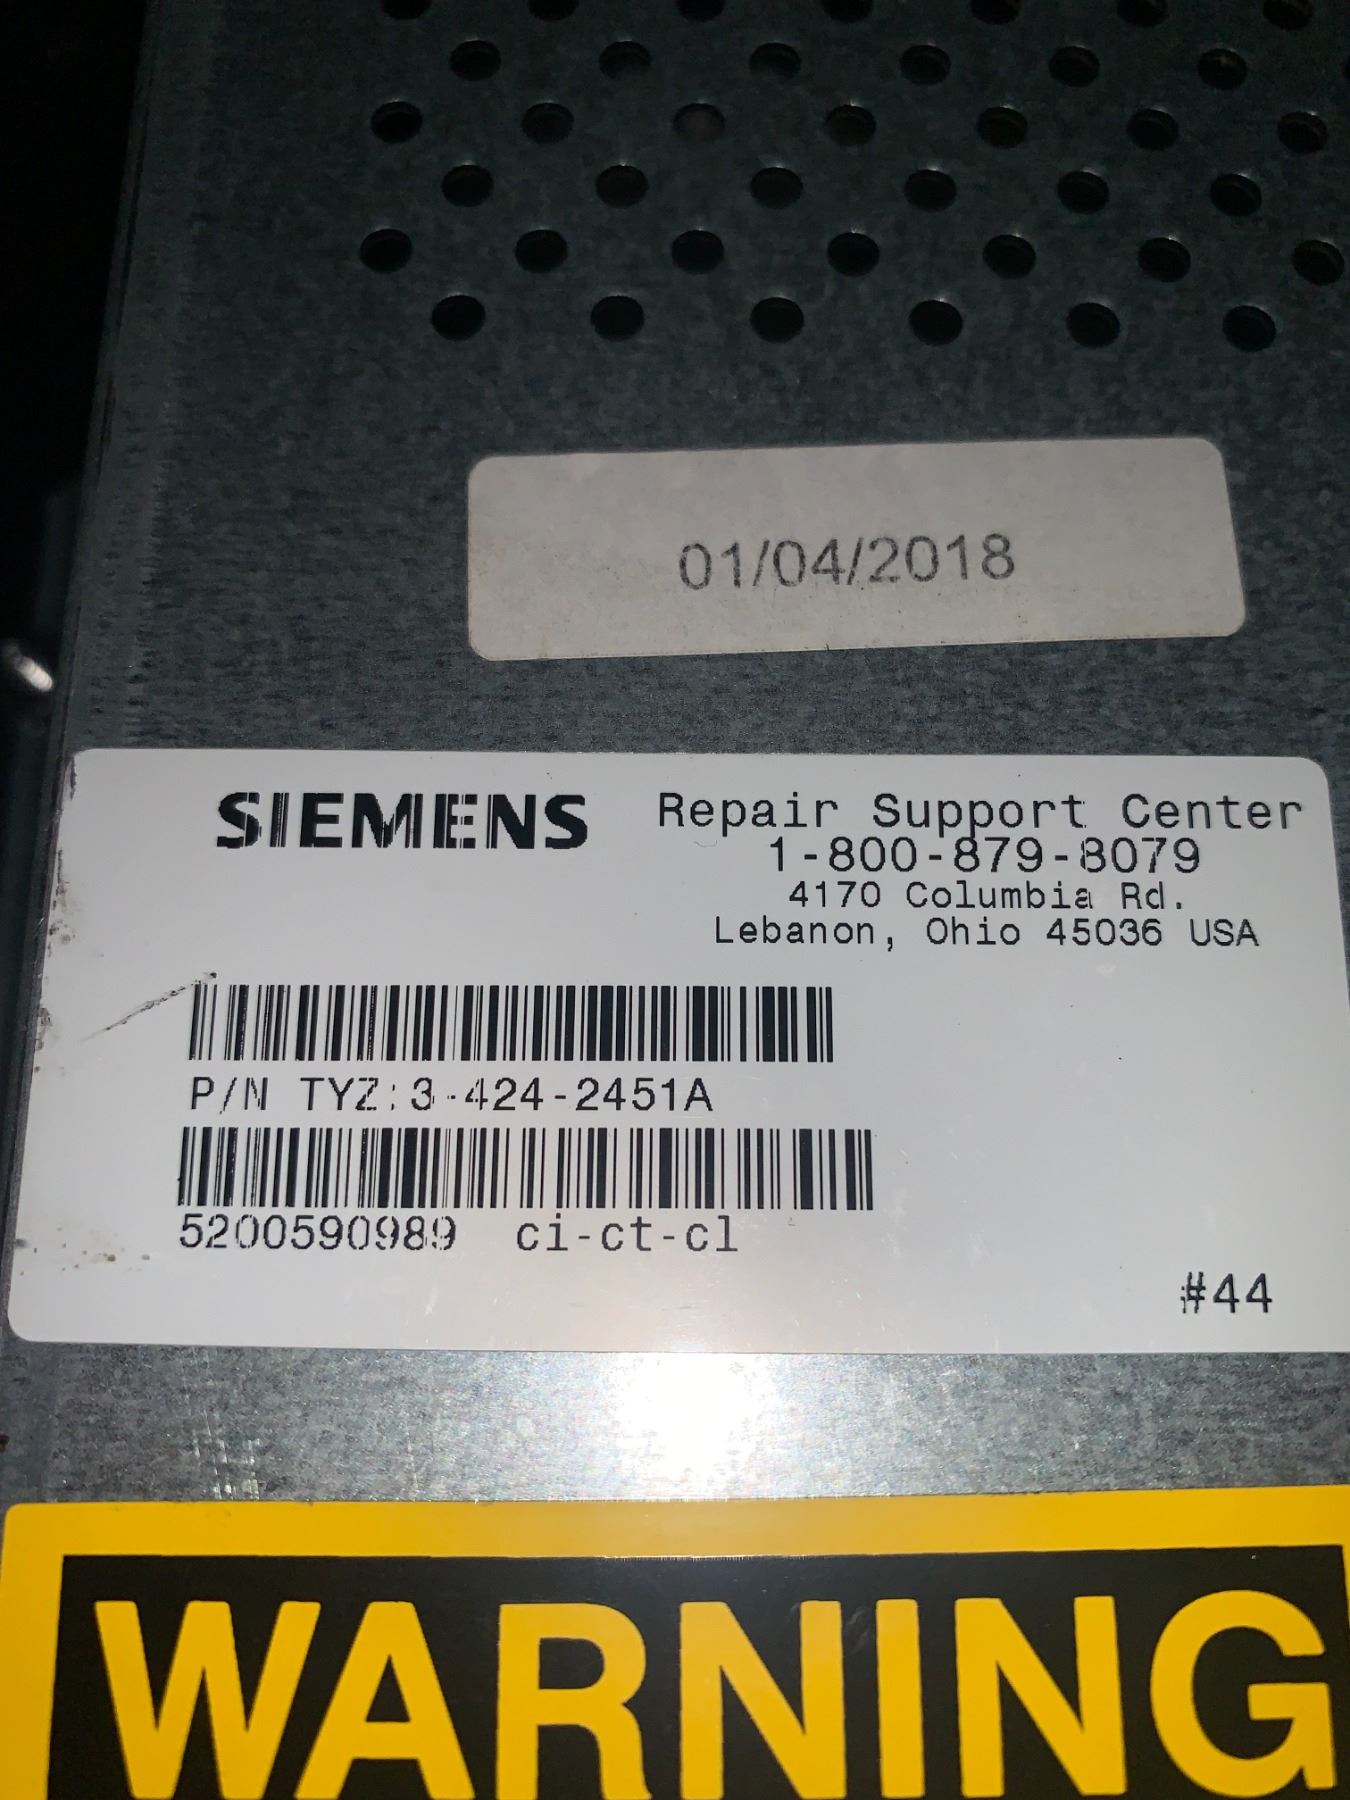 01/04/2018
SIEMENS
Repair Support Center
1-800-879-8079
4170 Columbia Rd.
Lebanon, Ohio 45036 USA
P/N TYZ:3-424-2451A
5200590989 ci-ct-cl
#44
WARNING